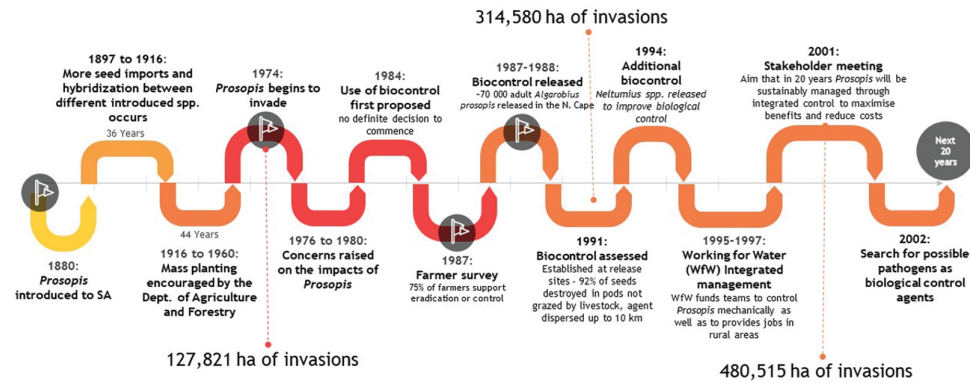 314,580 ha of invasions
1897 to 1916:
More seed imports and
hybridization between
different introduced spp.
occurs
36 Years
1974:
Prosopis begins to
invade
1984:
Use of biocontrol
first proposed
no definite decision to
commence
1987-1988:
Biocontrol released
~70 000 adult Algarobius
prosopis released in the N. Cape
1994:
Additional
biocontrol
Neltumius spp. released
to improve biological
control
2001:
Stakeholder meeting
Aim that in 20 years Prosopis will be
sustainably managed through
integrated control to maximise
benefits and reduce costs
Next
20
years
1880:
Prosopis
introduced to SA
44 Years
1916 to 1960:
Mass planting
encouraged by the
Dept. of Agriculture
and Forestry
1976 to 1980:
Concerns raised
on the impacts of
Prosopis
1987:
Farmer survey
75% of farmers support
eradication or control
1991:
Biocontrol assessed
Established at release
sites - 92% of seeds
destroyed in pods not
grazed by livestock, agent
dispersed up to 10 km
1995-1997:
Working for Water
(WfW) Integrated
management
WfW funds teams to control
Prosopis mechanically as
well as to provides jobs in
rural areas
2002:
Search for possible
pathogens as
biological control
agents
127,821 ha of invasions
480,515 ha of invasions